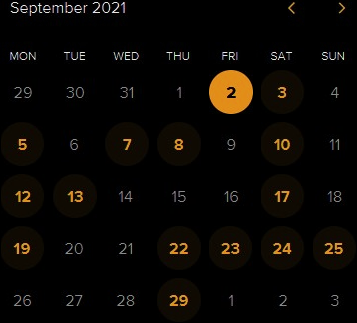 September 2021 < >
MON TUE WED THU FRI SAT SUN
29 30 31 1 2 3 4
5 6 7 8 9 10 11
12 13 14 15 16 17 18
19 20 21 22 23 24 25
26 27 28 29 1 2 3